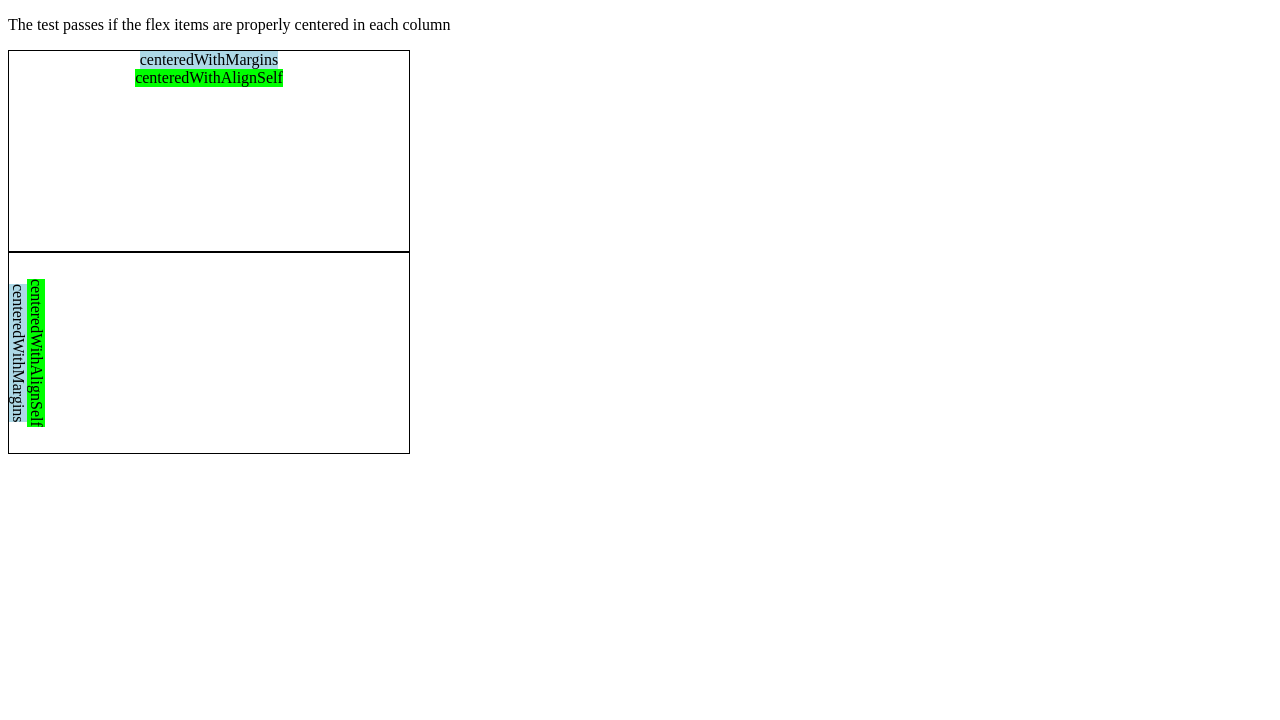 The test passes if the flex items are properly centered in each column
centeredWithMargins
centeredWithAlignSelf
centeredWithMargins
centeredWithAlignSelf